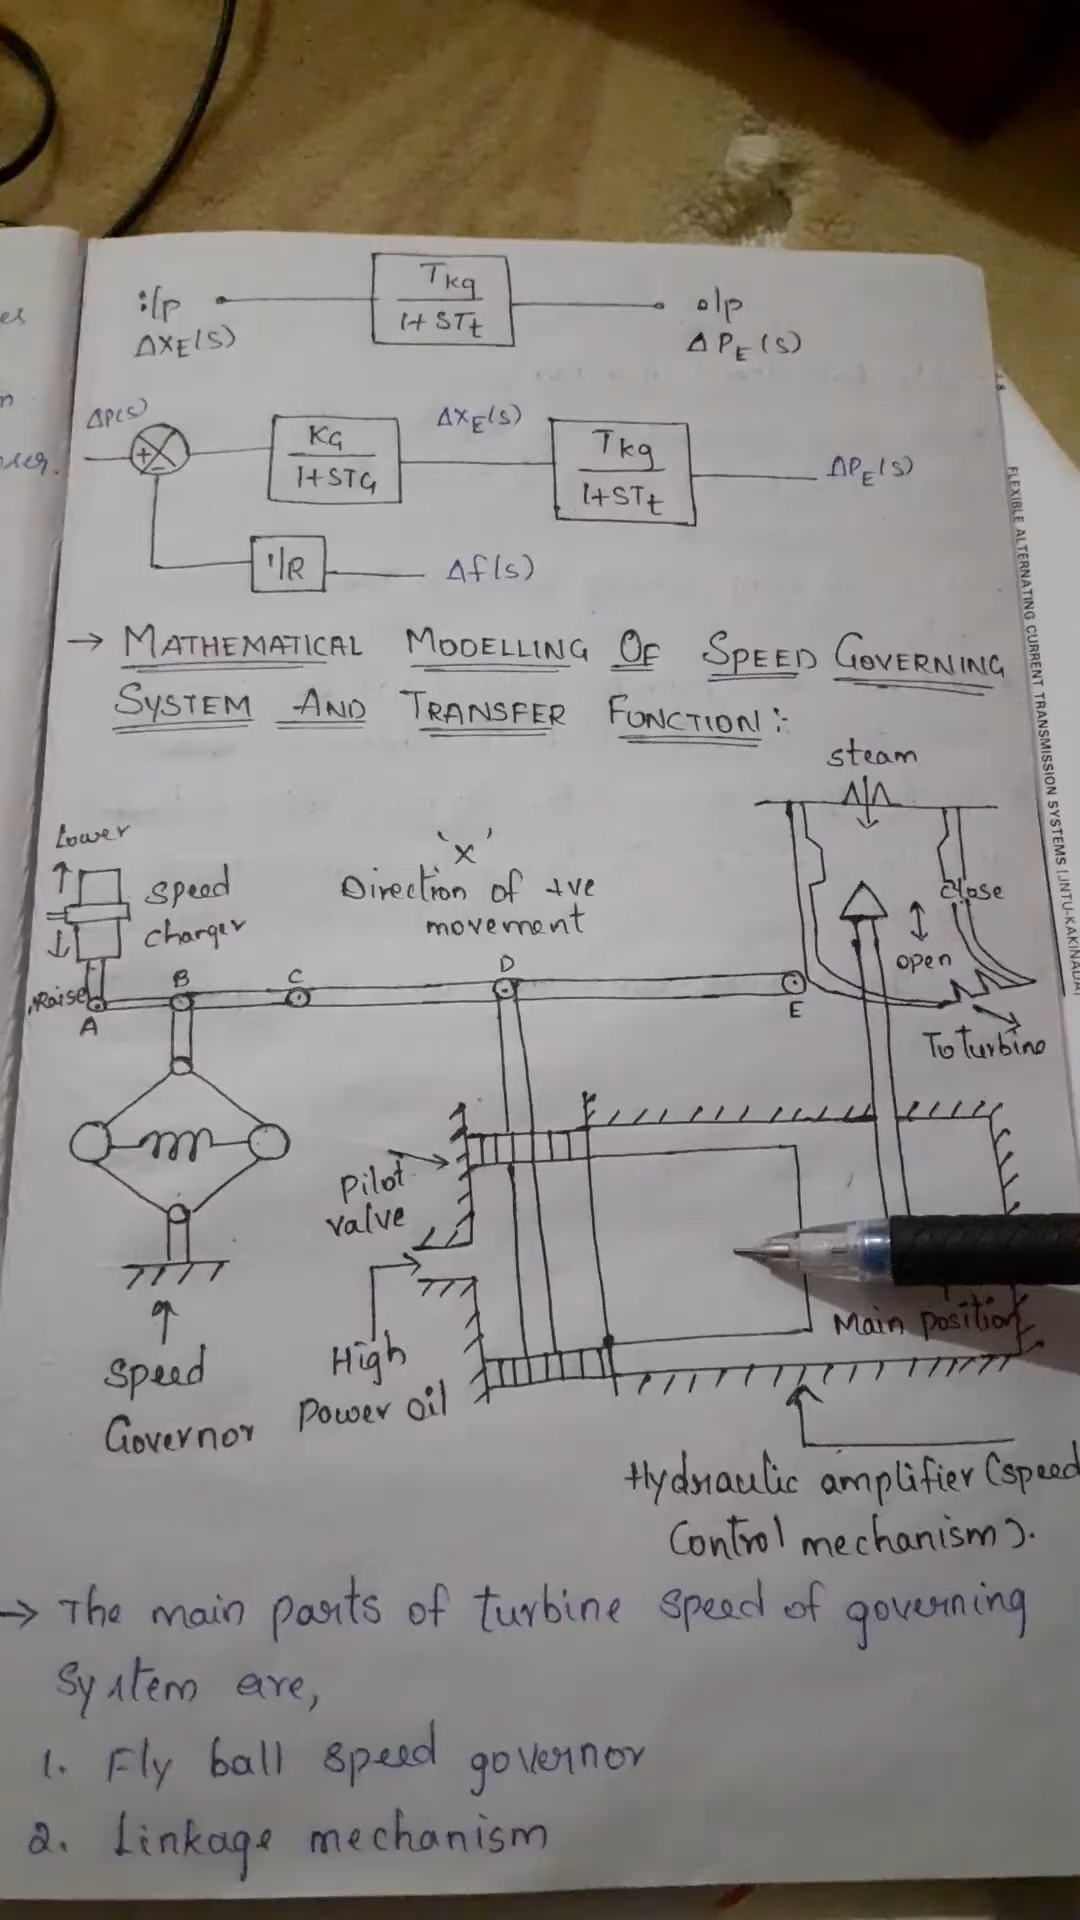 i/p
Tkg
1+STt
o/p
ΔXE(S)
ΔPE(S)
ΔP(S)
+
-
KG
1+STG
ΔXE(S)
Tkg
1+STt
ΔPE(S)
1/R
Δf(s)
→ MATHEMATICAL MODELLING OF SPEED GOVERNING
SYSTEM AND TRANSFER FUNCTION:-
steam
Lower
Speed
charger
Raise
'x'
Direction of +ve
movement
close
open
A
B
C
D
E
To turbine
Pilot
valve
High
Power oil
Main position
Speed
Governor
Hydraulic amplifier (speed
Control mechanism).
→ The main parts of turbine speed of governing
System are,
1. Fly ball speed governor
2. Linkage mechanism
FLEXIBLE ALTERNATING CURRENT TRANSMISSION SYSTEMS [JNTU-KAKINADA